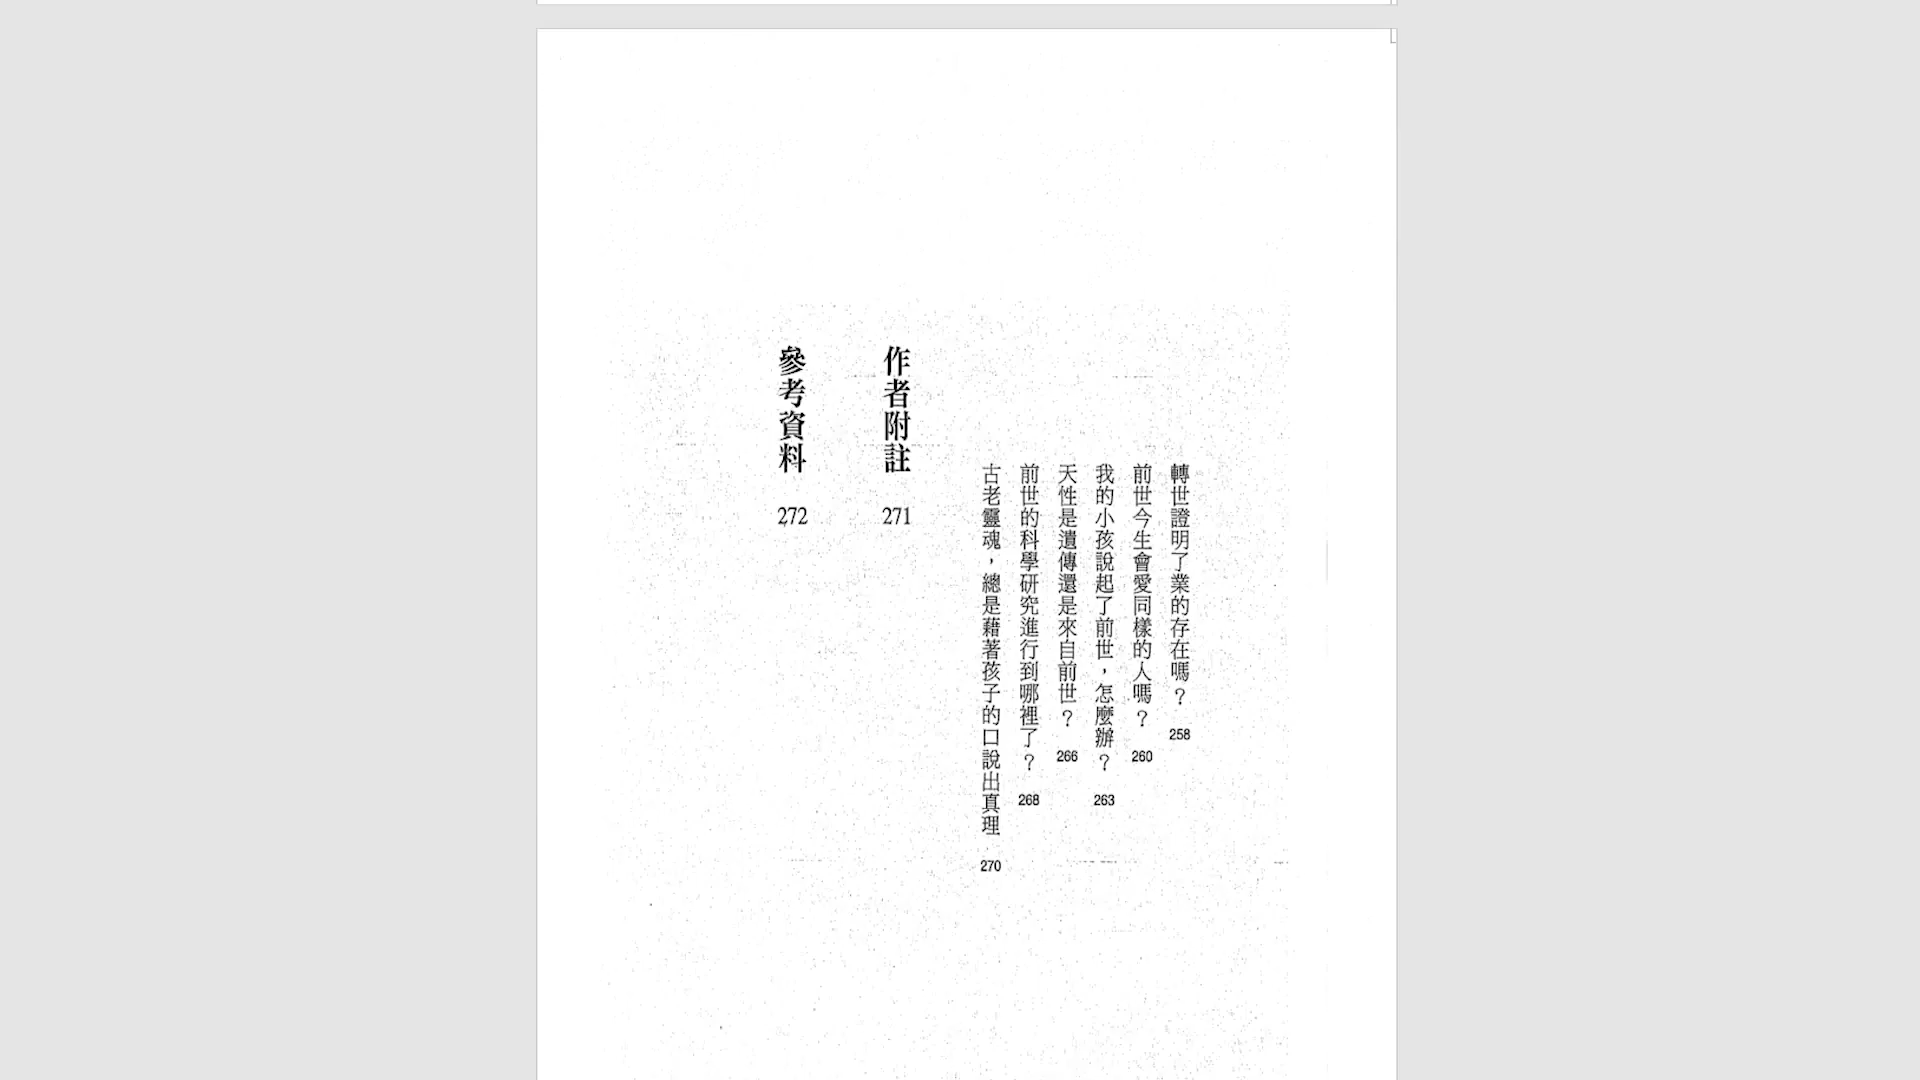 轉世證明了業的存在嗎？ 258
前世今生會愛同樣的人嗎？ 260
我的小孩說起了前世，怎麼辦？ 263
天性是遺傳還是來自前世？ 266
前世的科學研究進行到哪裡了？ 268
古老靈魂，總是藉著孩子的口說出真理 270
作者附註 271
參考資料 272